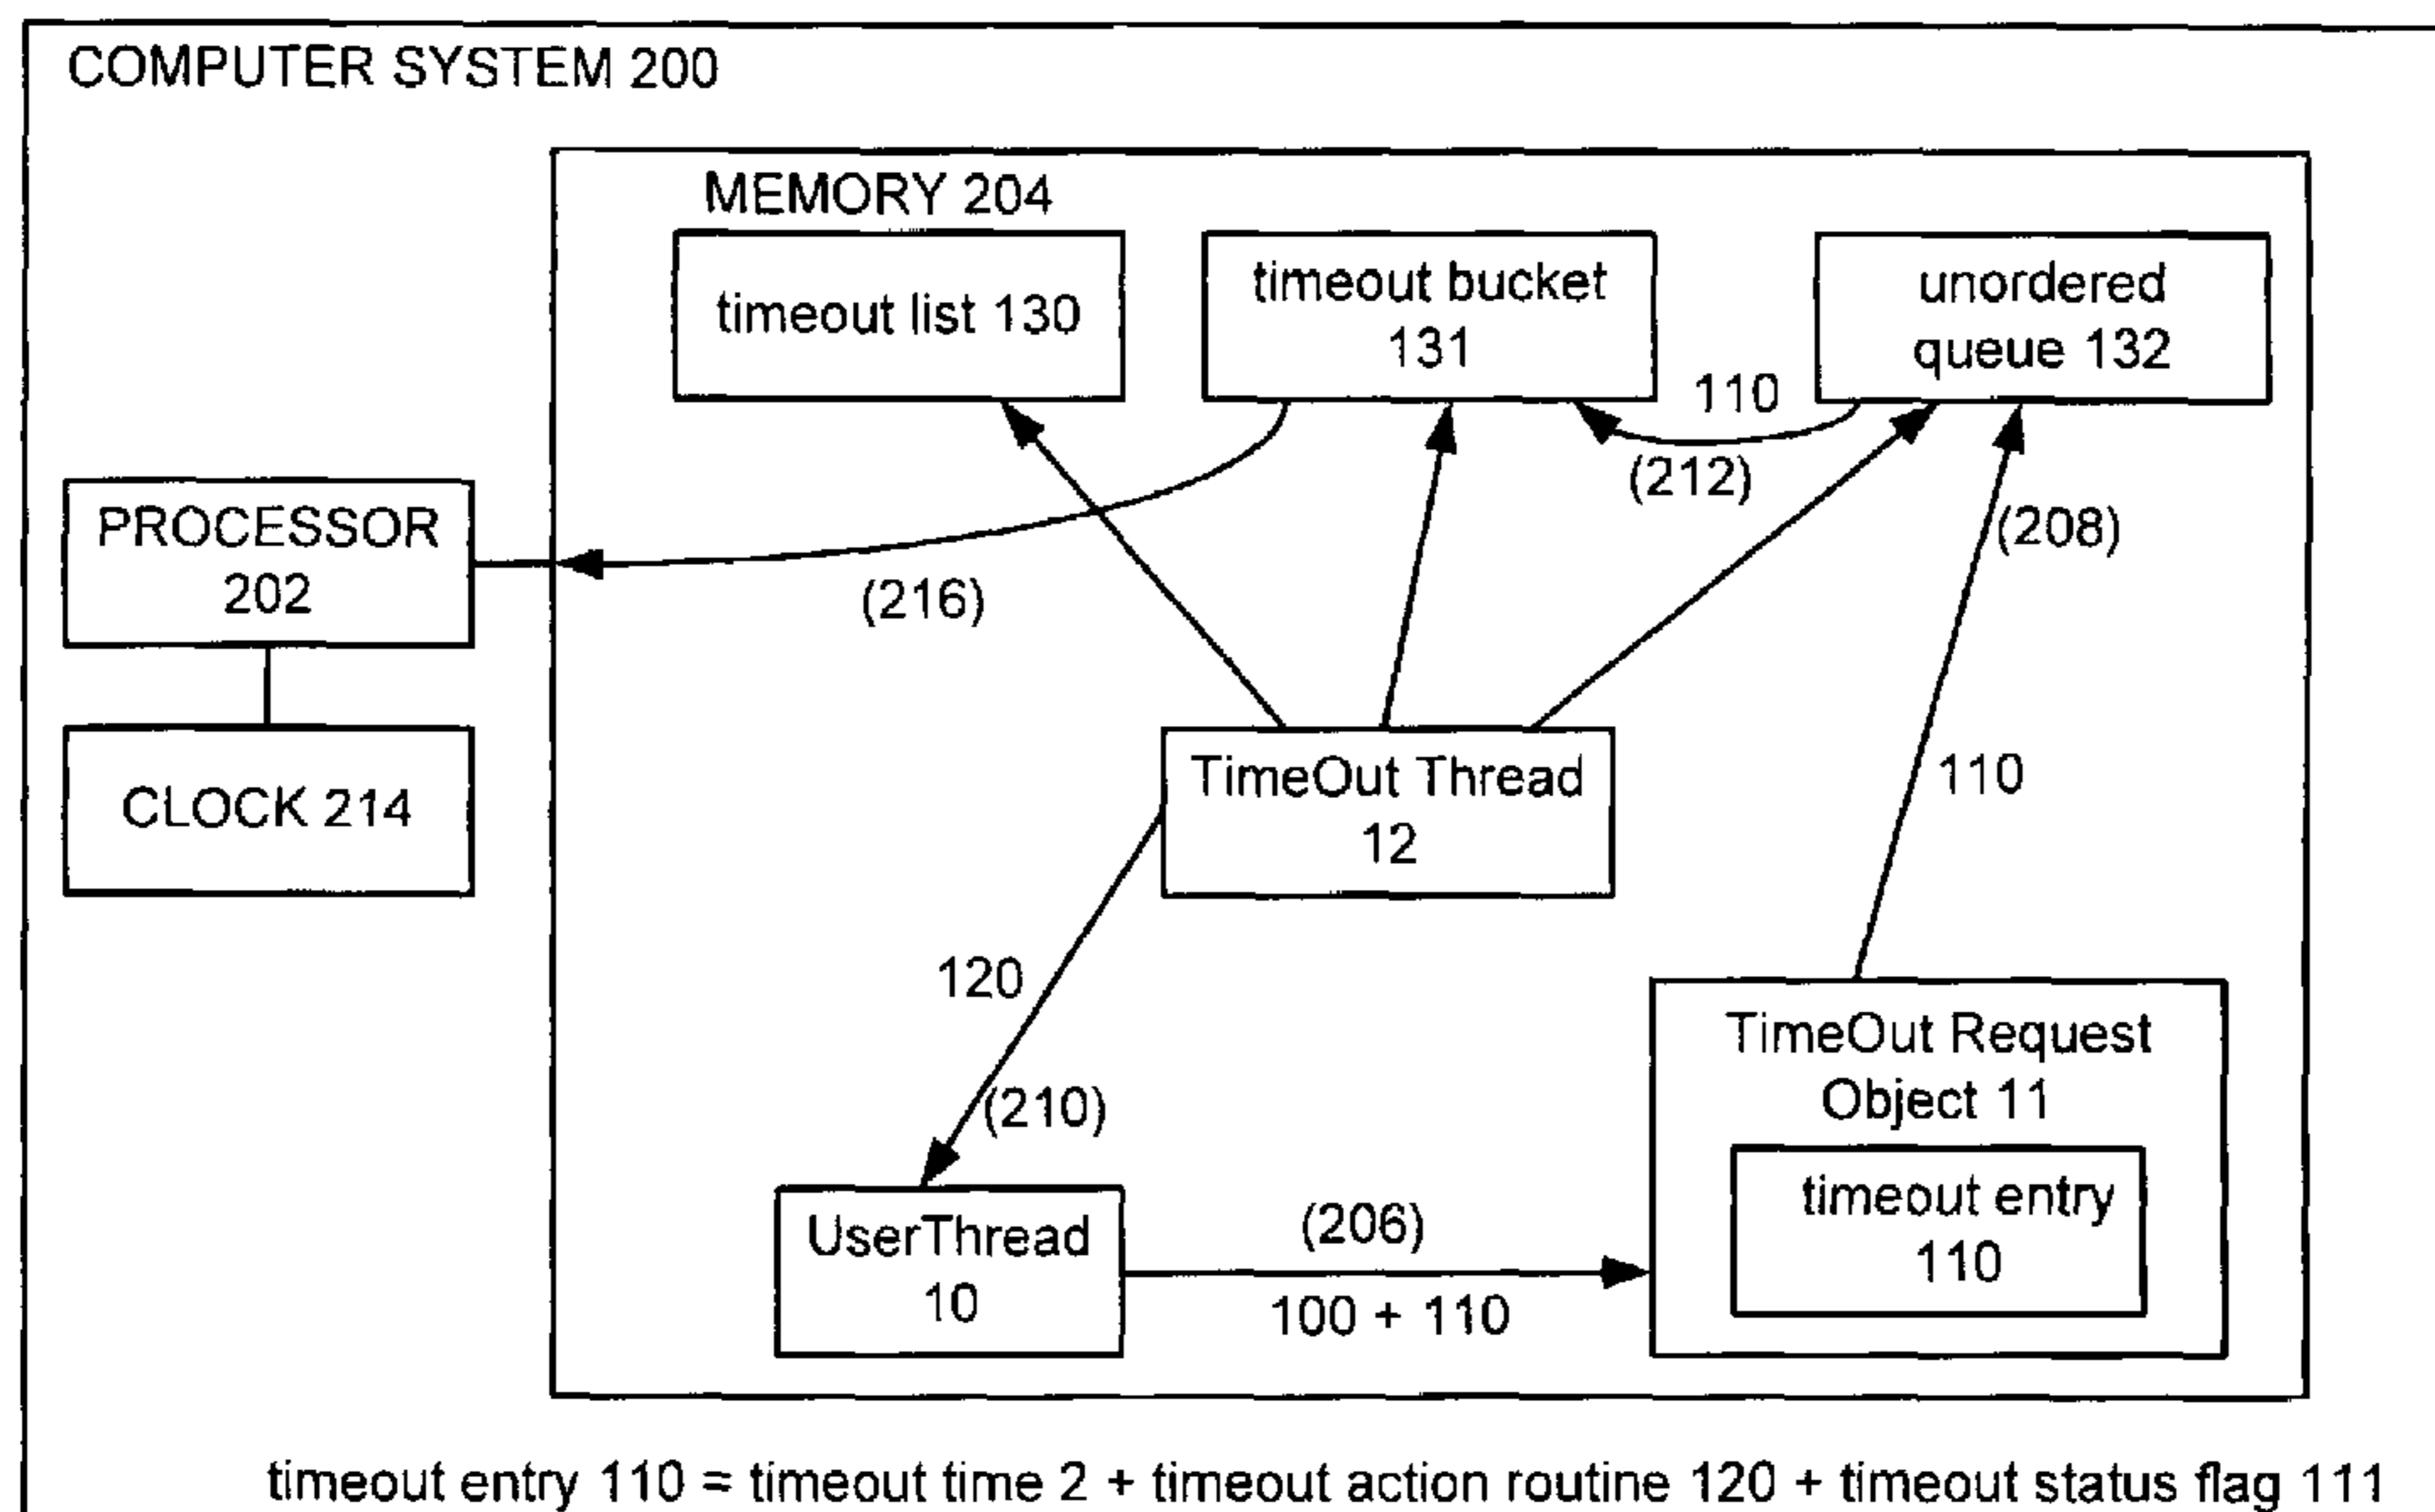 COMPUTER SYSTEM 200
MEMORY 204
timeout list 130
timeout bucket
131
unordered
queue 132
110
(212)
(208)
PROCESSOR
202
(216)
CLOCK 214
TimeOut Thread
12
110
120
(210)
TimeOut Request
Object 11
timeout entry
110
UserThread
10
(206)
100 + 110
timeout entry 110 = timeout time 2 + timeout action routine 120 + timeout status flag 111